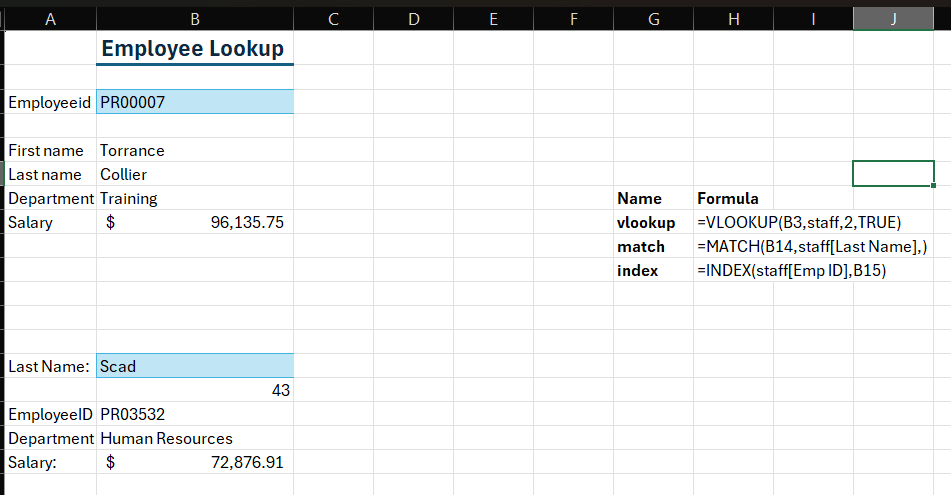 A B C D E F G H I J
Employee Lookup
Employeeid PR00007
First name Torrance
Last name Collier
Department Training Name Formula
Salary $ 96,135.75 vlookup =VLOOKUP(B3,staff,2,TRUE)
match =MATCH(B14,staff[Last Name],)
index =INDEX(staff[Emp ID],B15)
Last Name: Scad
43
EmployeeID PR03532
Department Human Resources
Salary: $ 72,876.91